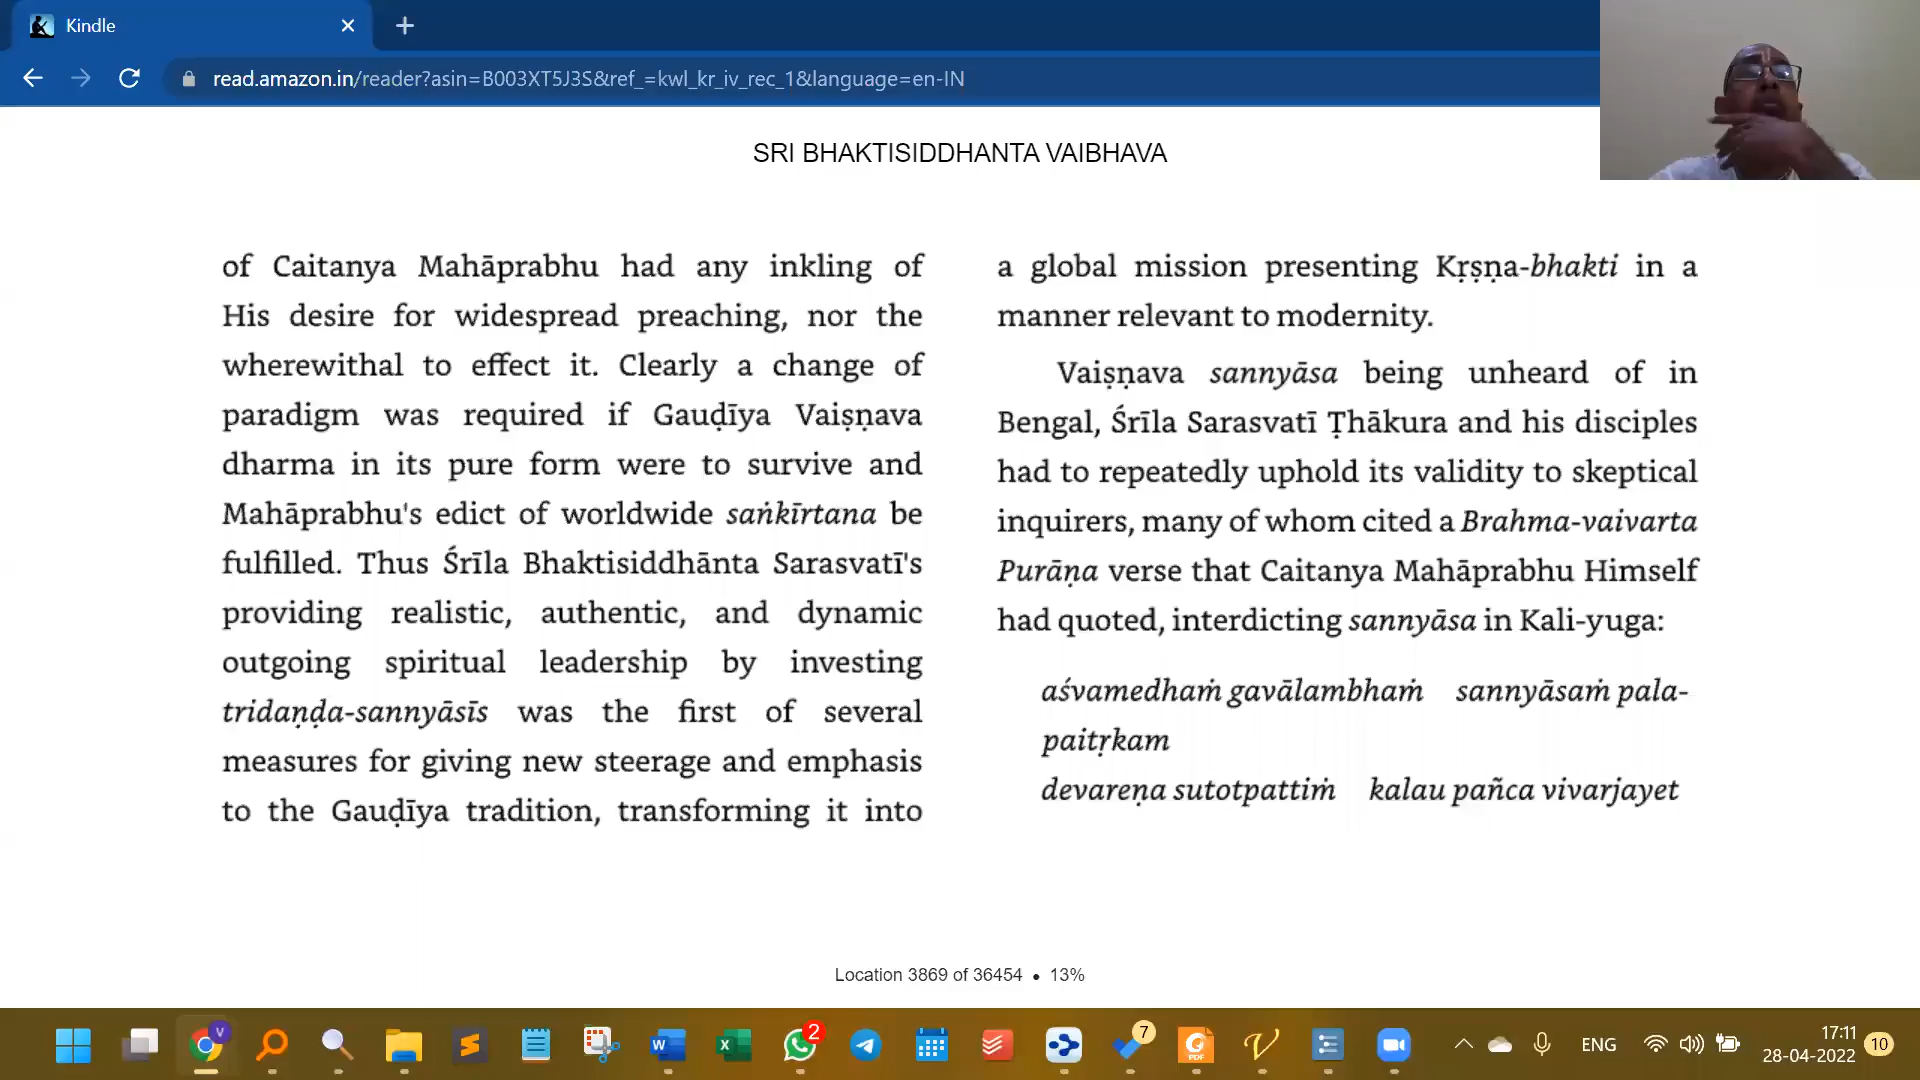 Kindle
read.amazon.in/reader?asin=B003XT5J3S&ref_=kwl_kr_iv_rec_1&language=en-IN
SRI BHAKTISIDDHANTA VAIBHAVA
of Caitanya Mahāprabhu had any inkling of
His desire for widespread preaching, nor the
wherewithal to effect it. Clearly a change of
paradigm was required if Gauḍīya Vaiṣṇava
dharma in its pure form were to survive and
Mahāprabhu's edict of worldwide saṅkīrtana be
fulfilled. Thus Śrīla Bhaktisiddhānta Sarasvatī's
providing realistic, authentic, and dynamic
outgoing spiritual leadership by investing
tridaṇḍa-sannyāsīs was the first of several
measures for giving new steerage and emphasis
to the Gauḍīya tradition, transforming it into
a global mission presenting Kṛṣṇa-bhakti in a
manner relevant to modernity.
Vaiṣṇava sannyāsa being unheard of in
Bengal, Śrīla Sarasvatī Ṭhākura and his disciples
had to repeatedly uphold its validity to skeptical
inquirers, many of whom cited a Brahma-vaivarta
Purāṇa verse that Caitanya Mahāprabhu Himself
had quoted, interdicting sannyāsa in Kali-yuga:
aśvamedhaṁ gavālambhaṁ sannyāsaṁ pala-
paitṛkam
devareṇa sutotpattiṁ kalau pañca vivarjayet
Location 3869 of 36454 • 13%
V
2
7
PDF
ENG
17:11
28-04-2022
10